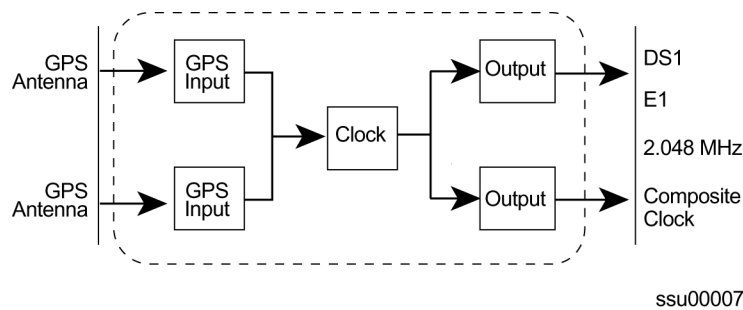 GPS
Antenna
GPS
Input
Output
DS1
E1
Clock
2.048 MHz
GPS
Antenna
GPS
Input
Output
Composite
Clock
ssu00007